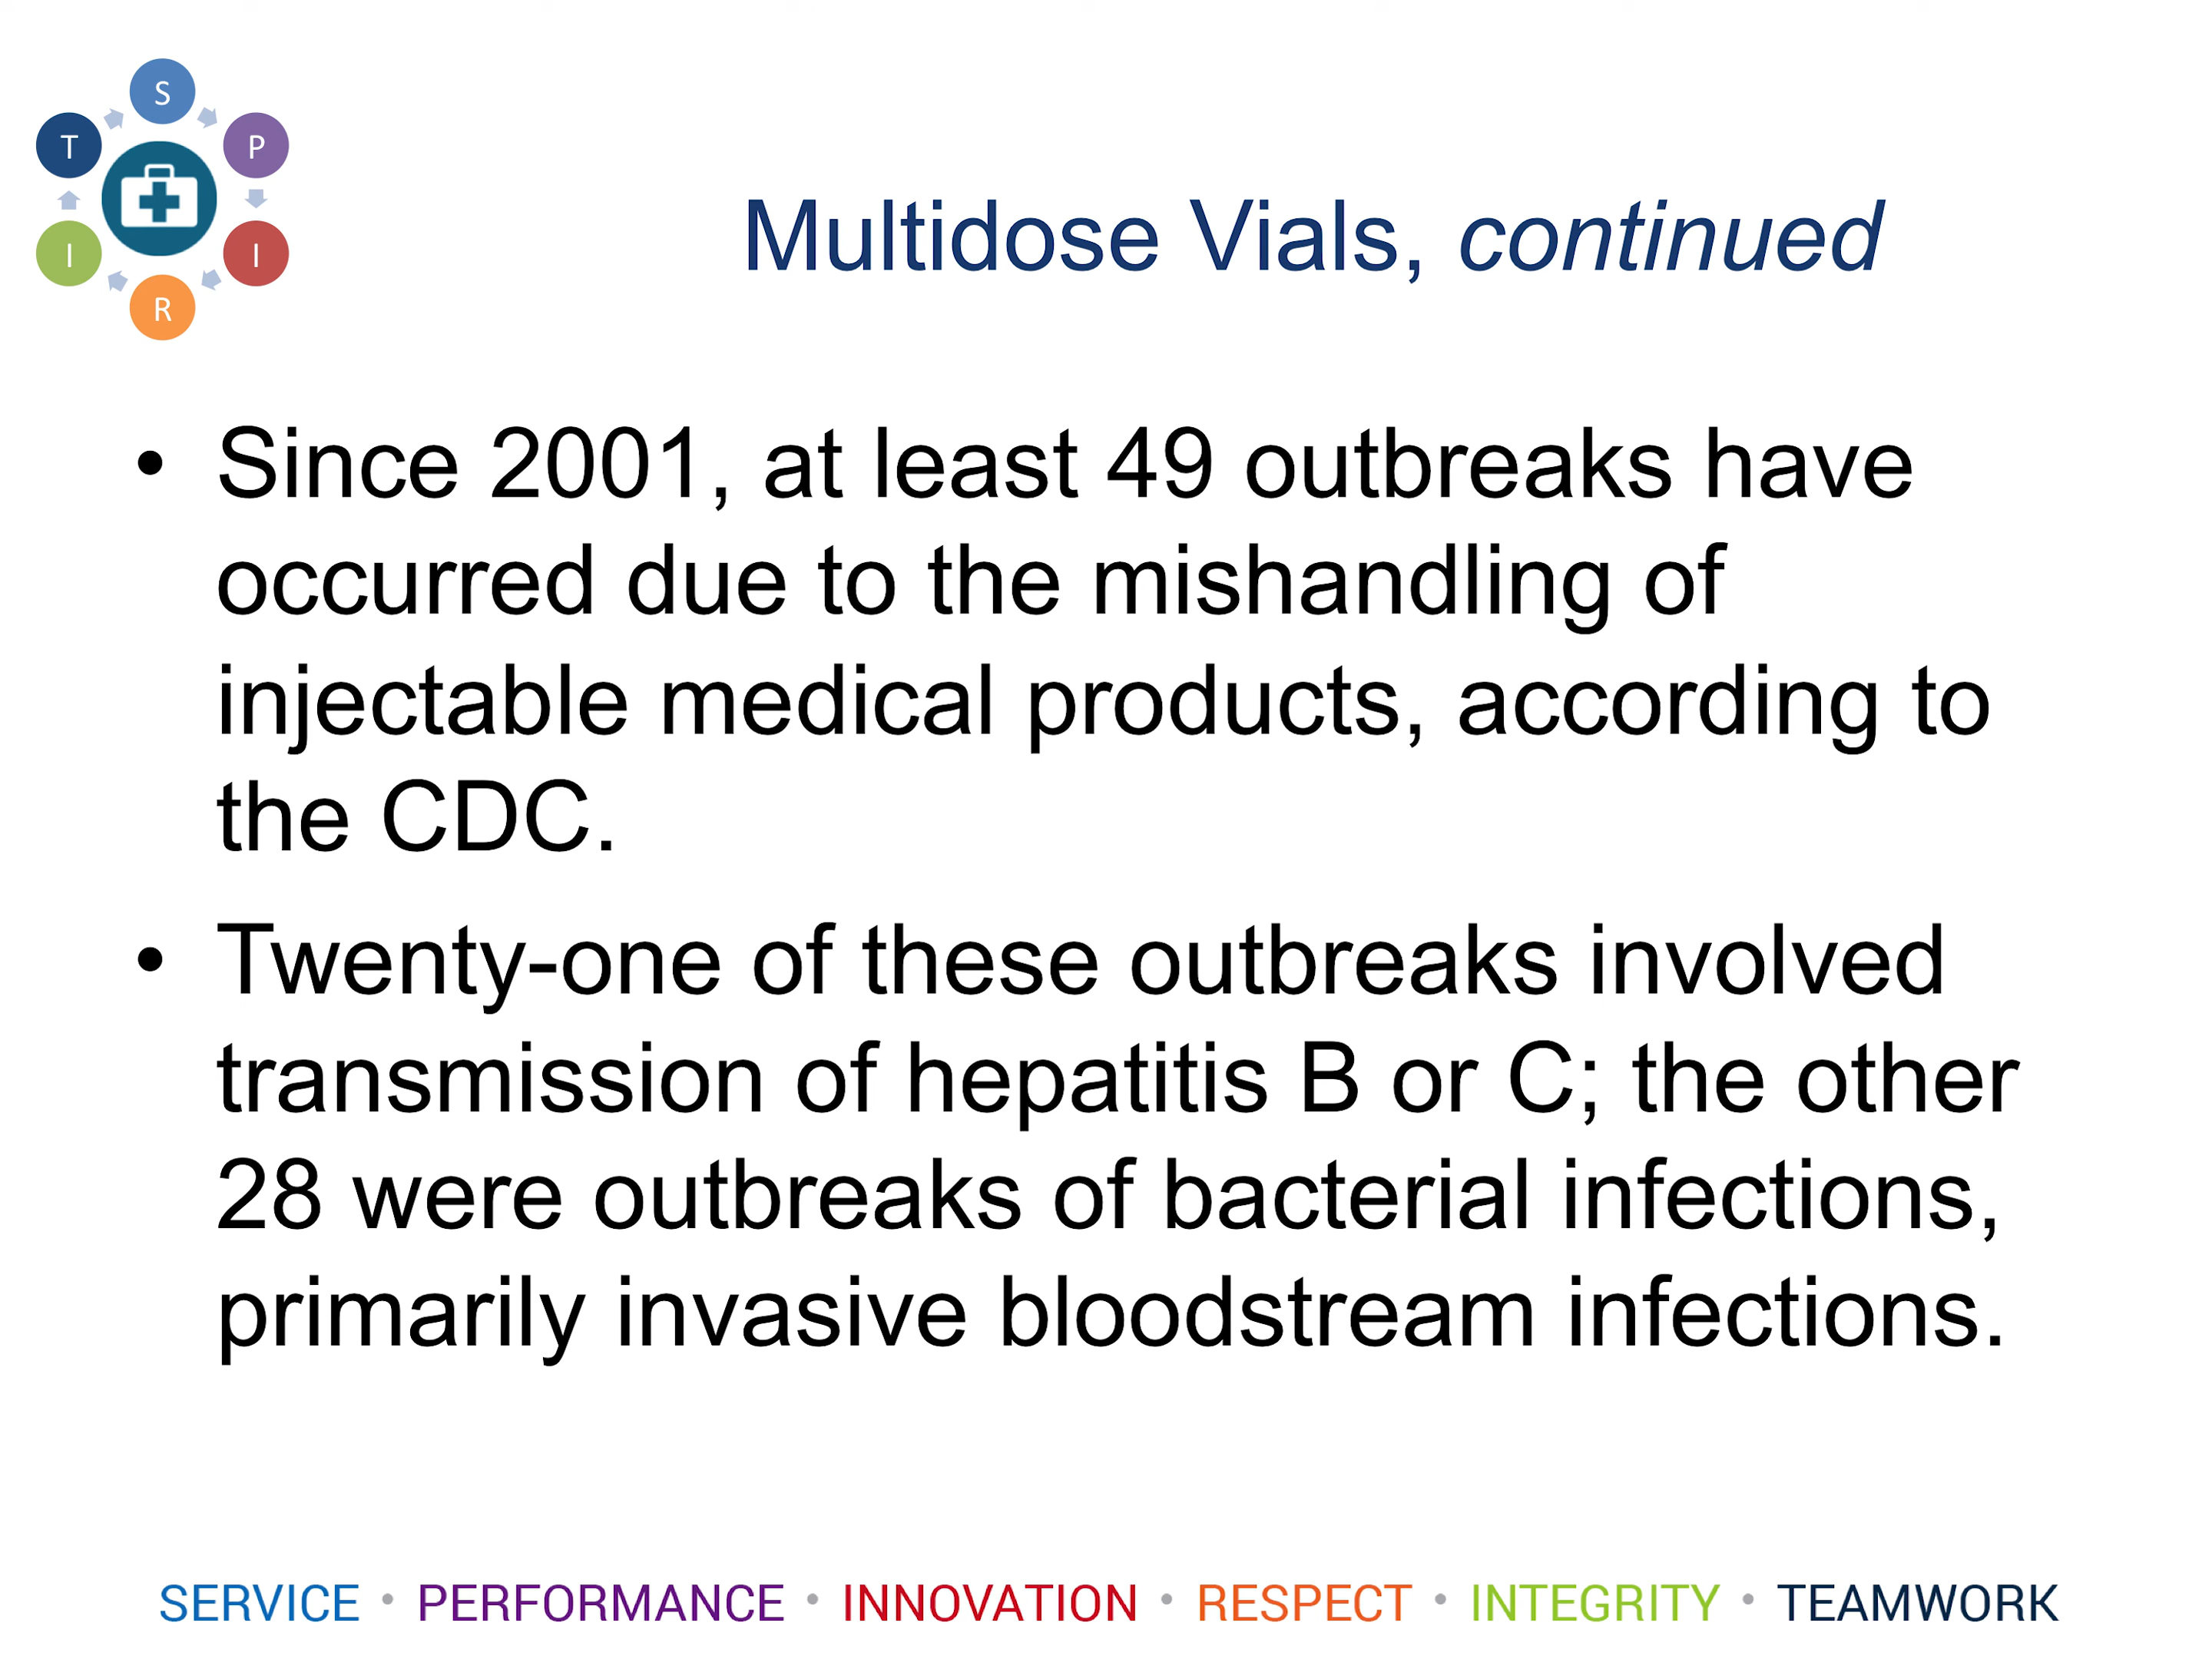 S
T
P
I
I
R
Multidose Vials, continued
• Since 2001, at least 49 outbreaks have
occurred due to the mishandling of
injectable medical products, according to
the CDC.
• Twenty-one of these outbreaks involved
transmission of hepatitis B or C; the other
28 were outbreaks of bacterial infections,
primarily invasive bloodstream infections.
SERVICE • PERFORMANCE • INNOVATION • RESPECT • INTEGRITY • TEAMWORK